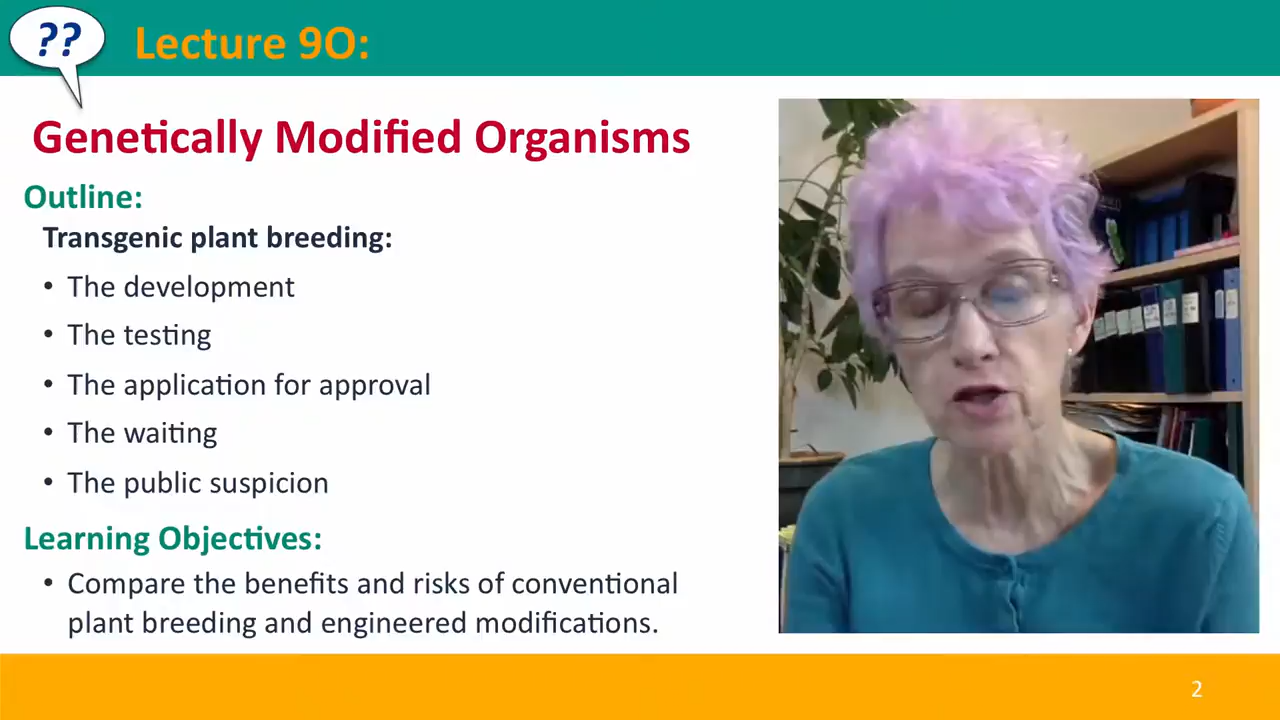 ??
Lecture 9O:
Genetically Modified Organisms
Outline:
Transgenic plant breeding:
• The development
• The testing
• The application for approval
• The waiting
• The public suspicion
Learning Objectives:
• Compare the benefits and risks of conventional
plant breeding and engineered modifications.
2